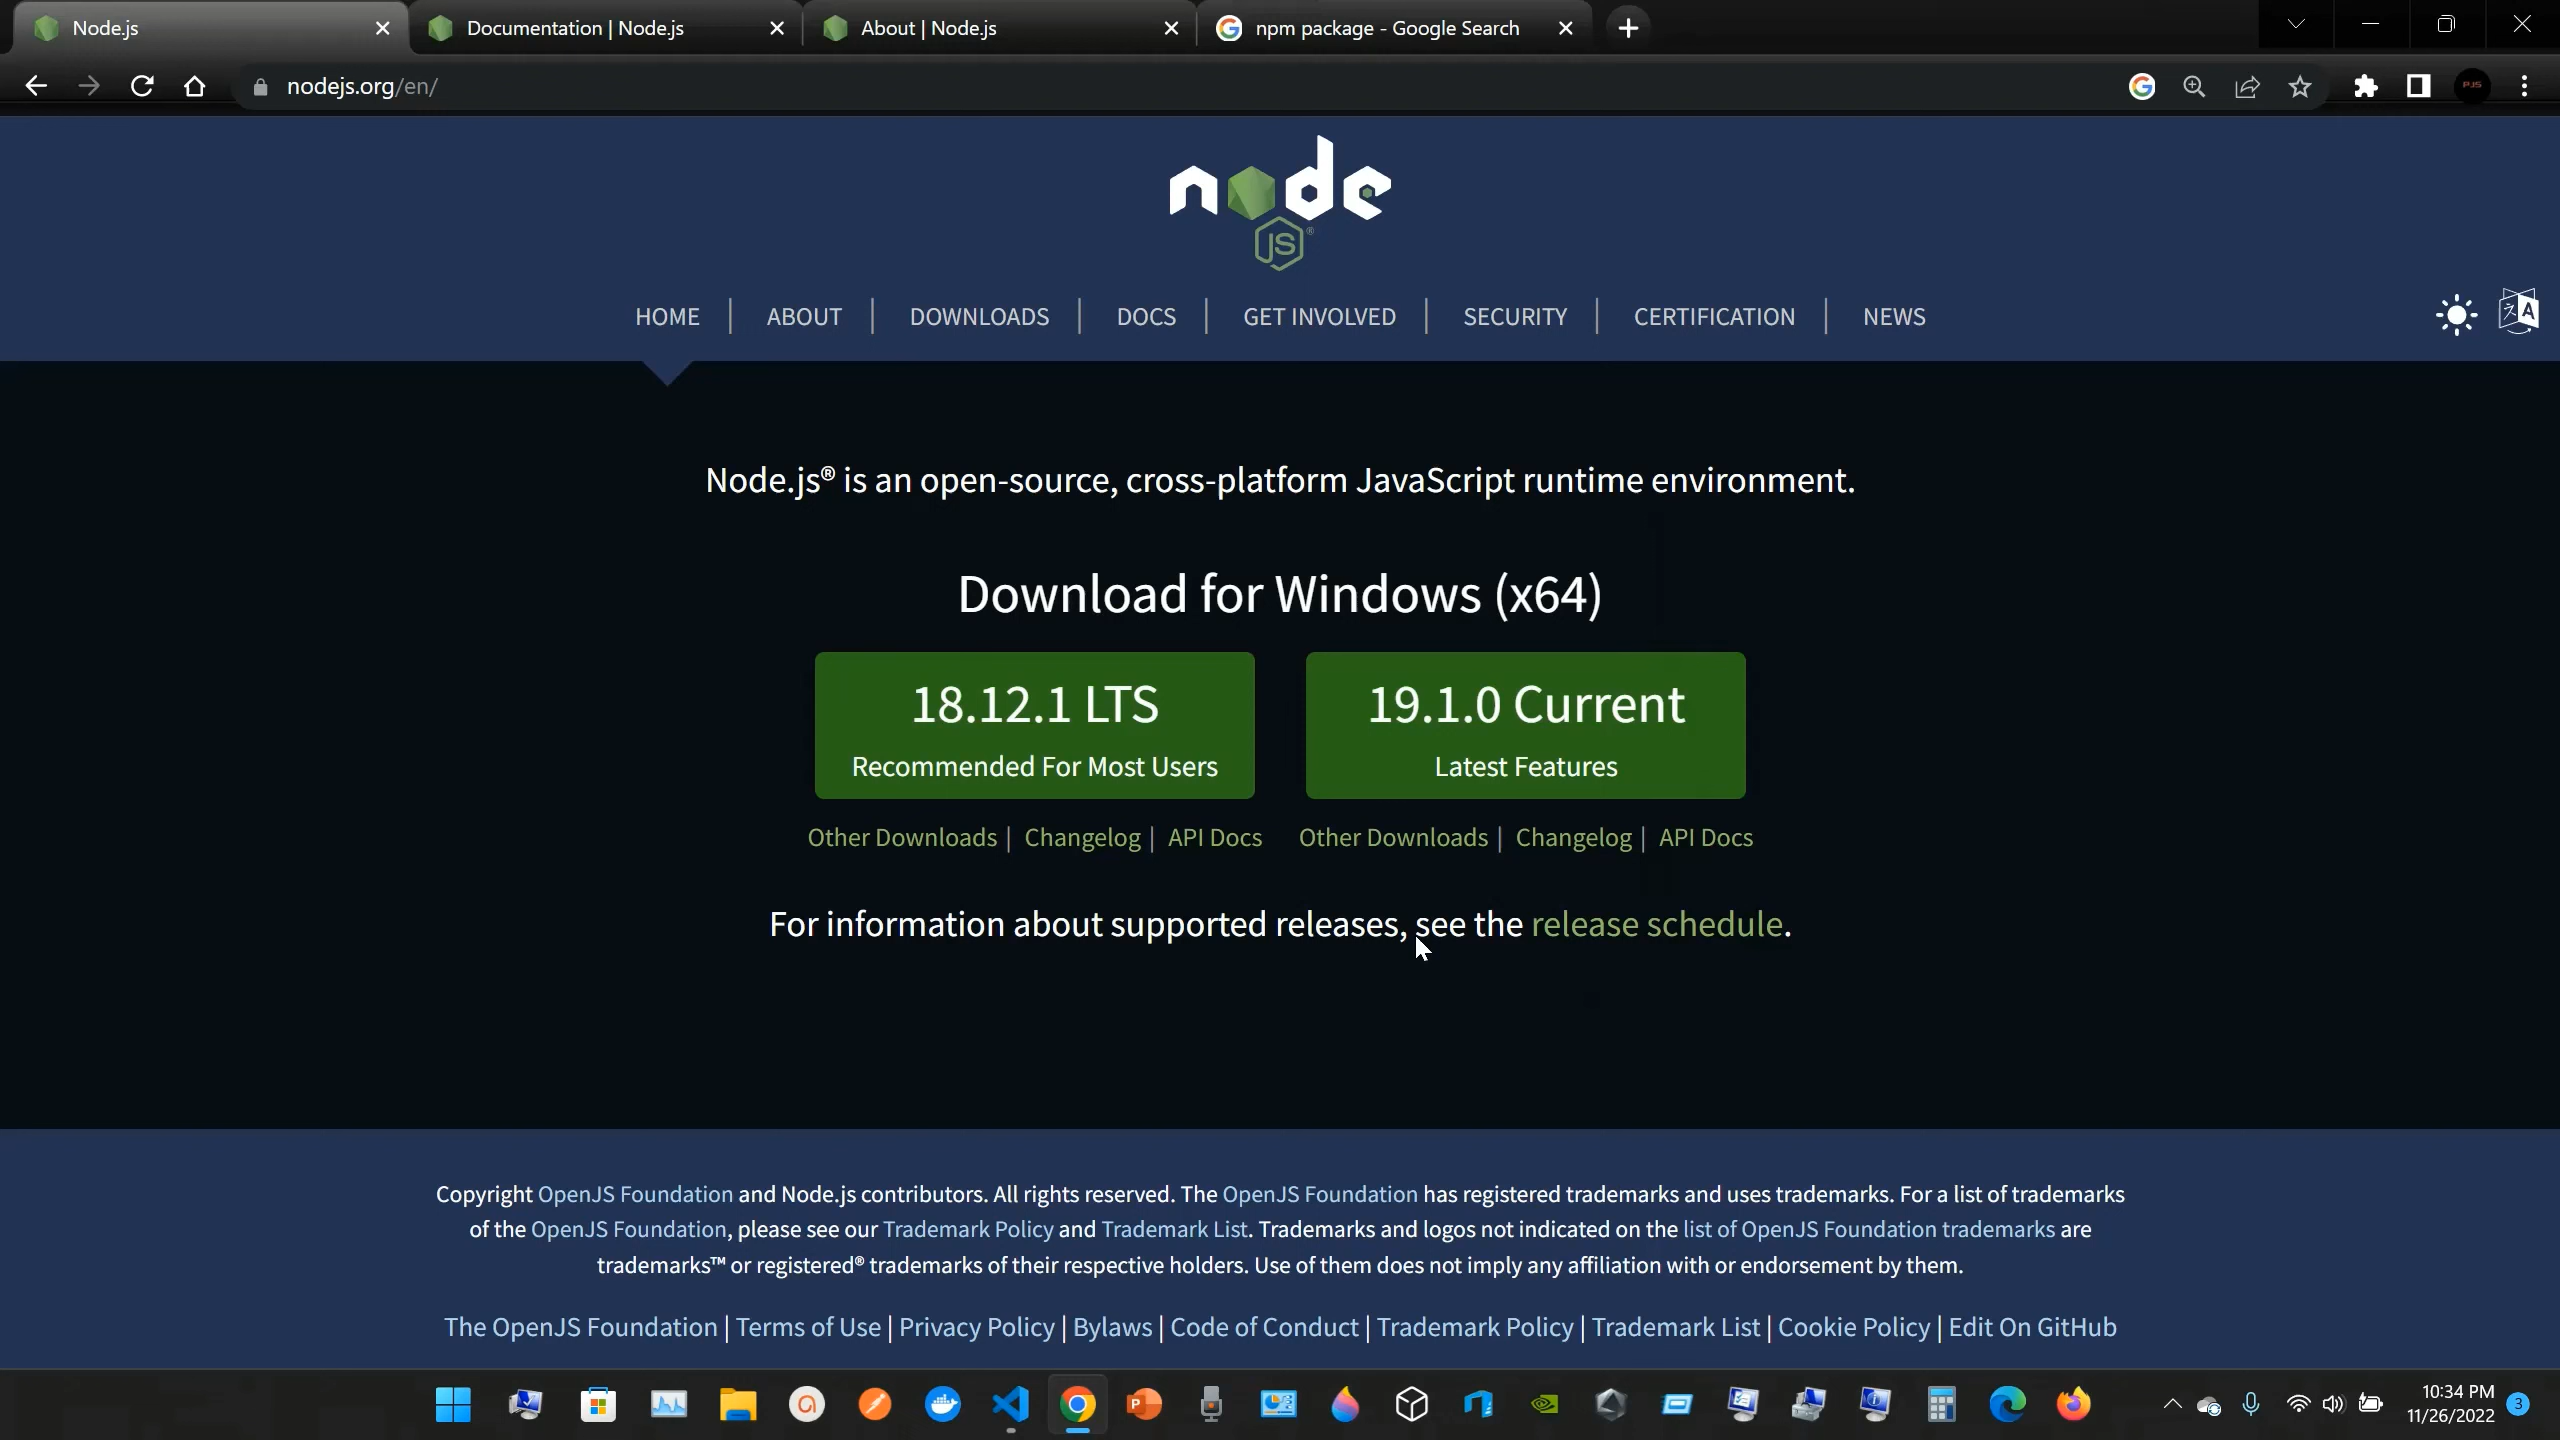 Node.js
Documentation | Node.js
About | Node.js
npm package - Google Search
nodejs.org/en/
PJS
node
JS®
HOME | ABOUT | DOWNLOADS | DOCS | GET INVOLVED | SECURITY | CERTIFICATION | NEWS
Node.js® is an open-source, cross-platform JavaScript runtime environment.
Download for Windows (x64)
18.12.1 LTS
Recommended For Most Users
19.1.0 Current
Latest Features
Other Downloads | Changelog | API Docs
Other Downloads | Changelog | API Docs
For information about supported releases, see the release schedule.
Copyright OpenJS Foundation and Node.js contributors. All rights reserved. The OpenJS Foundation has registered trademarks and uses trademarks. For a list of trademarks
of the OpenJS Foundation, please see our Trademark Policy and Trademark List. Trademarks and logos not indicated on the list of OpenJS Foundation trademarks are
trademarks™ or registered® trademarks of their respective holders. Use of them does not imply any affiliation with or endorsement by them.
The OpenJS Foundation | Terms of Use | Privacy Policy | Bylaws | Code of Conduct | Trademark Policy | Trademark List | Cookie Policy | Edit On GitHub
10:34 PM
11/26/2022
3